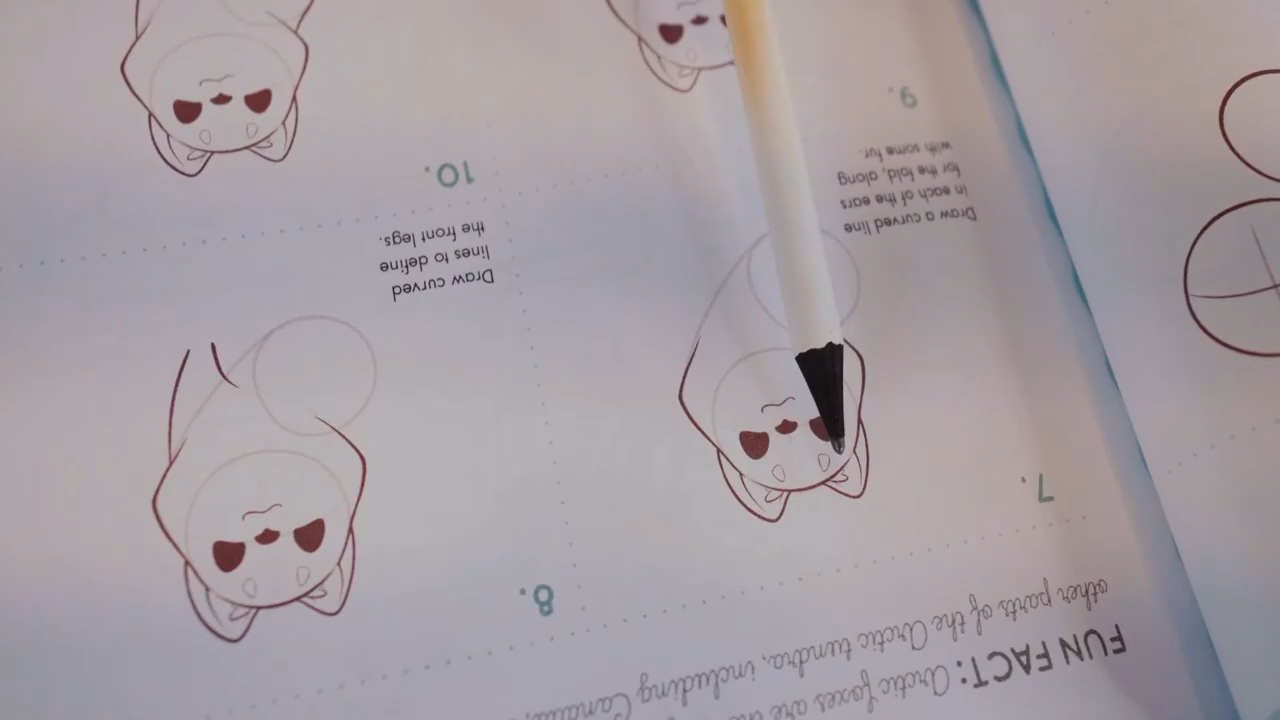 FUN FACT: Arctic foxes are the
other parts of the Arctic tundra, including Canada,
7.
8.
Draw a curved line
in each of the ears
for the fold, along
with some fur.
Draw curved
lines to define
the front legs.
9.
10.